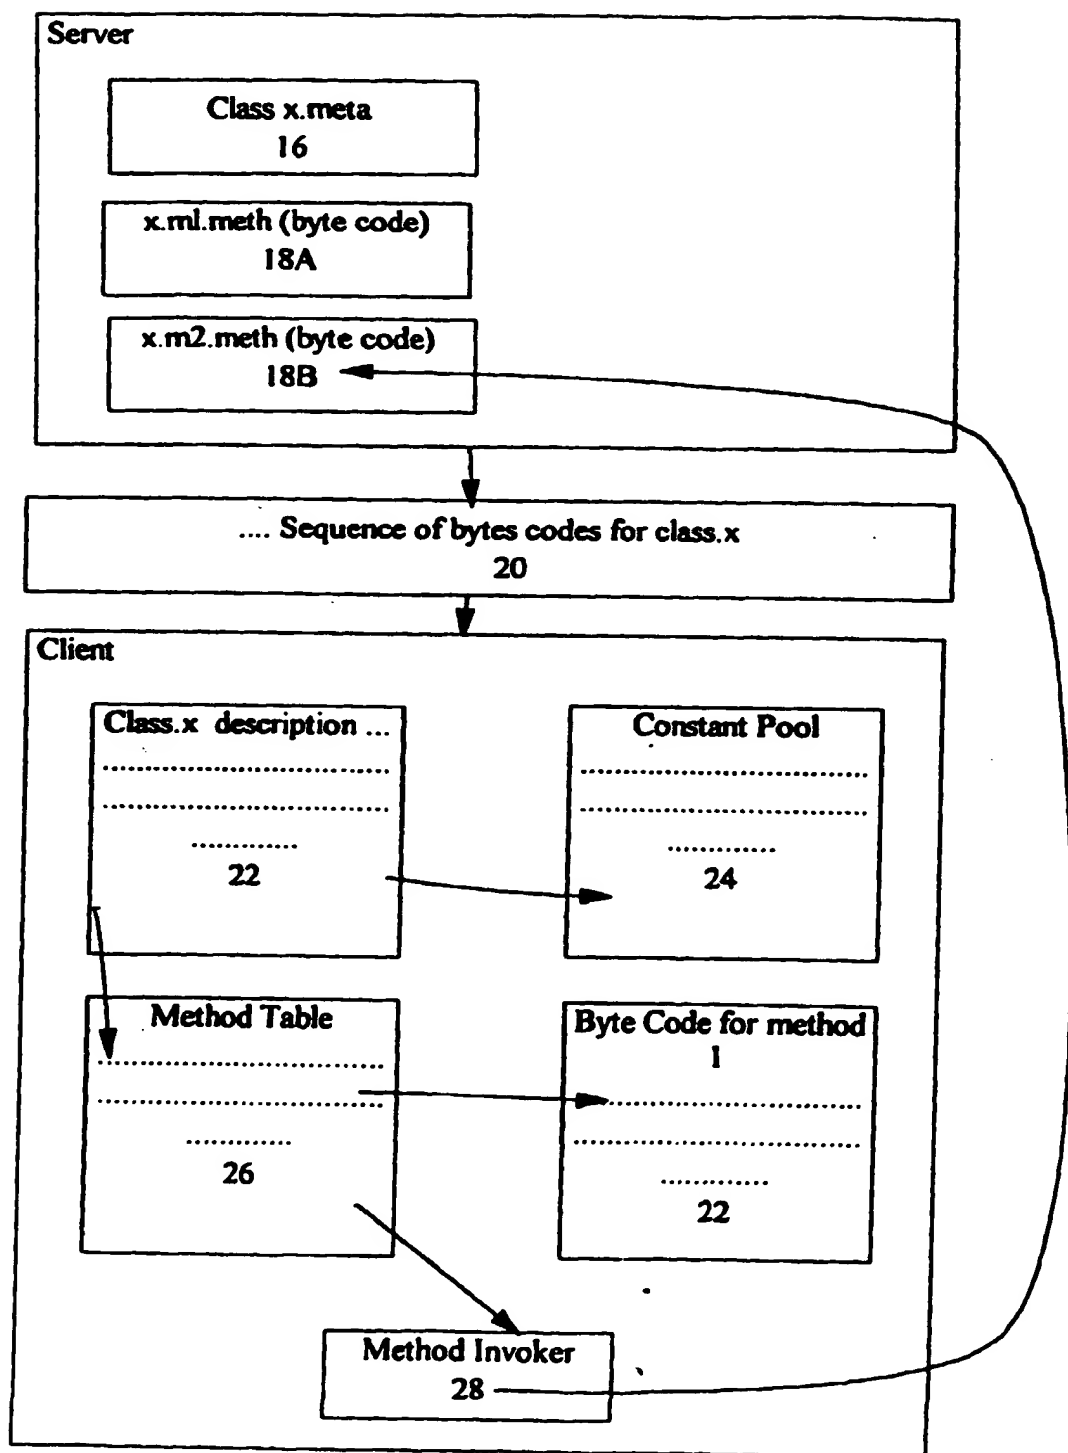 Server
Class x.meta
16
x.ml.meth (byte code)
18A
x.m2.meth (byte code)
18B
.... Sequence of bytes codes for class.x
20
Client
Class.x description ...
22
Constant Pool
24
Method Table
26
Byte Code for method
1
22
Method Invoker
28